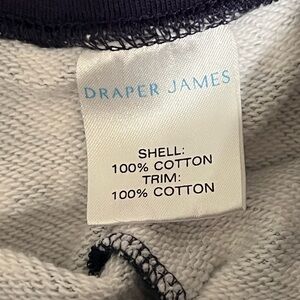 DRAPER JAMES
SHELL:
100% COTTON
TRIM:
100% COTTON